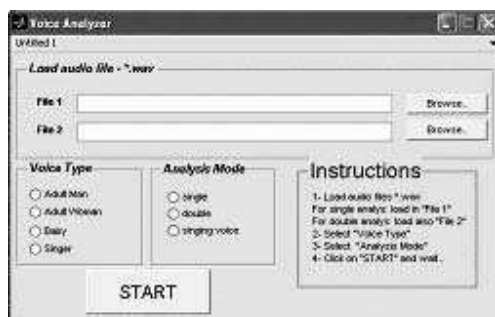 Voice Analyzer
Untitled 1
Load audio file - *.wav
File 1
Browse..
File 2
Browse..
Voice Type
Adult Man
Adult Woman
Baby
Singer
Analysis Mode
single
double
singing voice
Instructions
1- Load audio files *.wav
For single analys: load in "File 1"
For double analys: load also "File 2"
2- Select "Voice Type"
3- Select "Analysis Mode"
4- Click on "START" and wait..
START